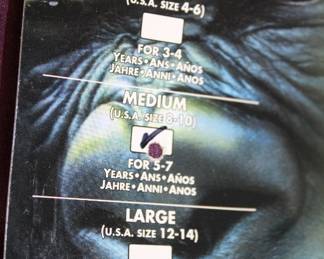 (U.S.A. SIZE 4-6)
FOR 3-4
YEARS•ANS•AÑOS
JAHRE•ANNI•AÑOS
MEDIUM
(U.S.A. SIZE 8-10)
FOR 5-7
YEARS•ANS•AÑOS
JAHRE•ANNI•ANOS
LARGE
(U.S.A. SIZE 12-14)